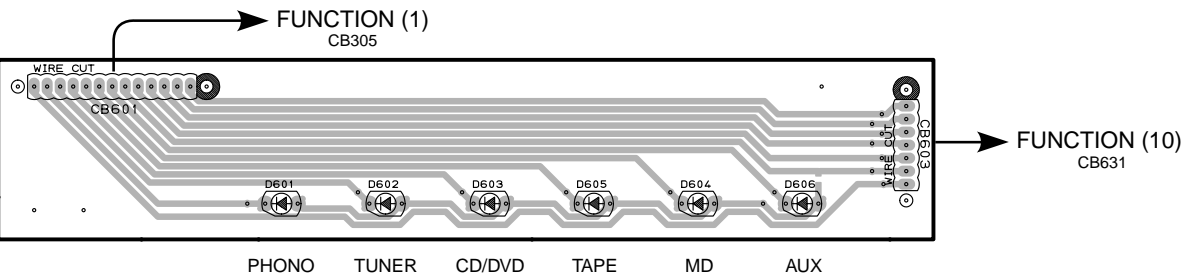 FUNCTION (1)
CB305
WIRE CUT
CB601
CB603
WIRE CUT
FUNCTION (10)
CB631
D601 D602 D603 D605 D604 D606
PHONO TUNER CD/DVD TAPE MD AUX